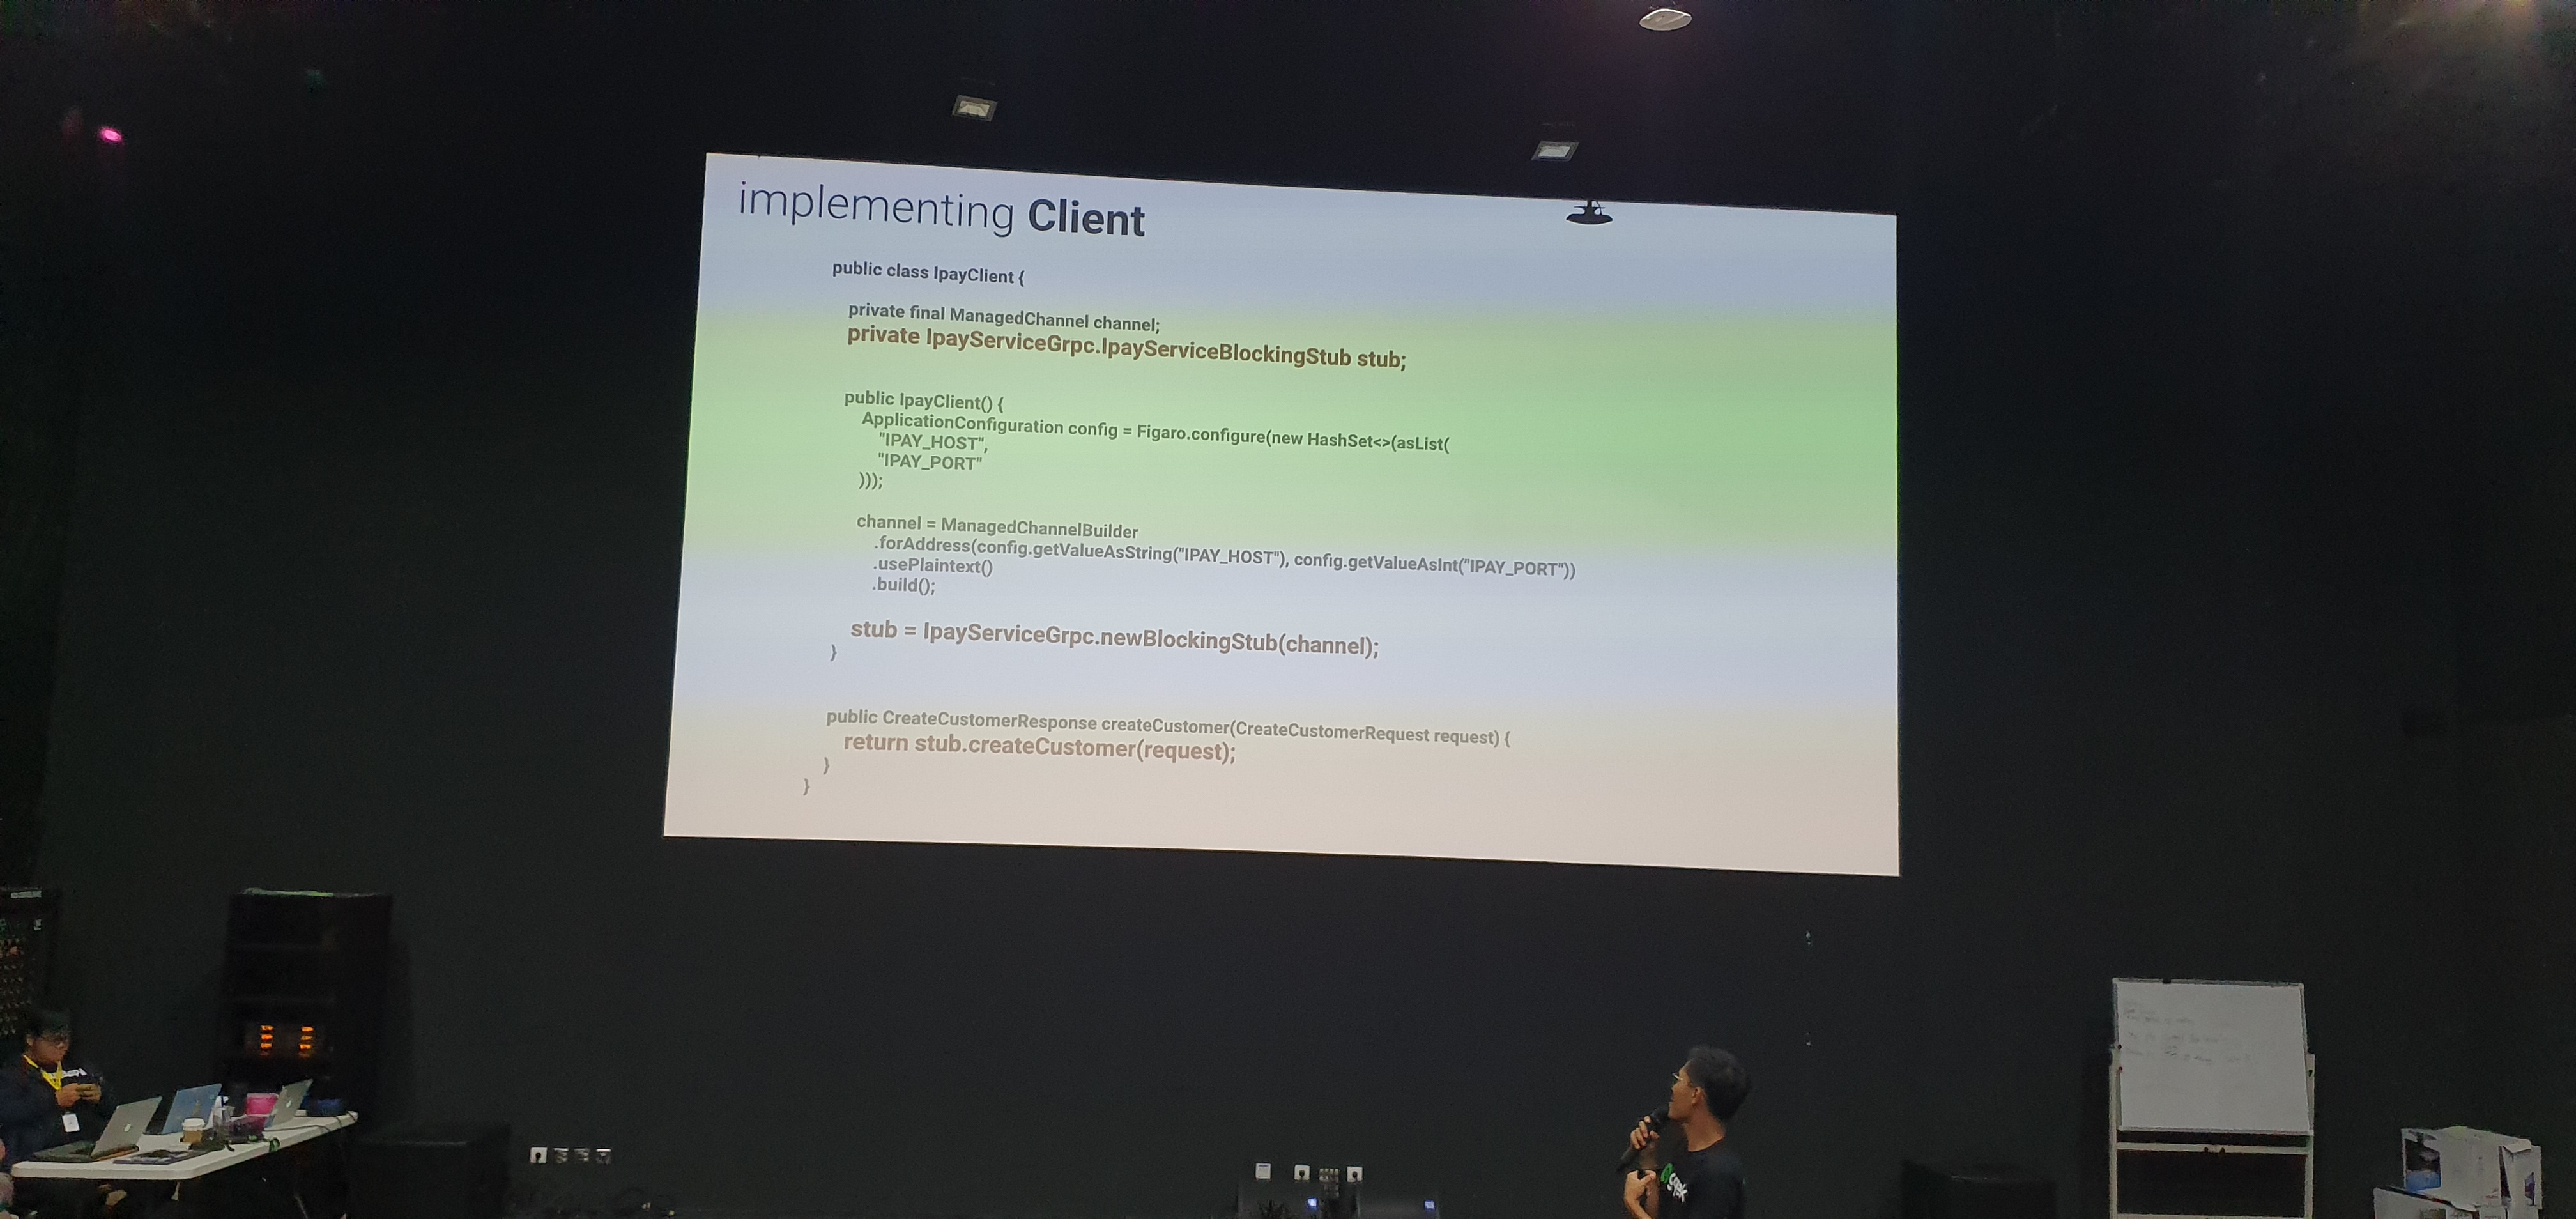 implementing Client
public class IpayClient {
private final ManagedChannel channel;
private IpayServiceGrpc.IpayServiceBlockingStub stub;
public IpayClient() {
ApplicationConfiguration config = Figaro.configure(new HashSet<>(asList(
"IPAY_HOST",
"IPAY_PORT"
)));
channel = ManagedChannelBuilder
.forAddress(config.getValueAsString("IPAY_HOST"), config.getValueAsInt("IPAY_PORT"))
.usePlaintext()
.build();
stub = IpayServiceGrpc.newBlockingStub(channel);
}
public CreateCustomerResponse createCustomer(CreateCustomerRequest request) {
return stub.createCustomer(request);
}
}